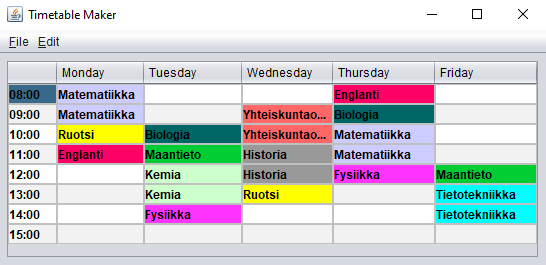 Timetable Maker
File Edit
Monday Tuesday Wednesday Thursday Friday
08:00 Matematiikka Englanti
09:00 Matematiikka Yhteiskuntao... Biologia
10:00 Ruotsi Biologia Yhteiskuntao... Matematiikka
11:00 Englanti Maantieto Historia Matematiikka
12:00 Kemia Historia Fysiikka Maantieto
13:00 Kemia Ruotsi Tietotekniikka
14:00 Fysiikka Tietotekniikka
15:00